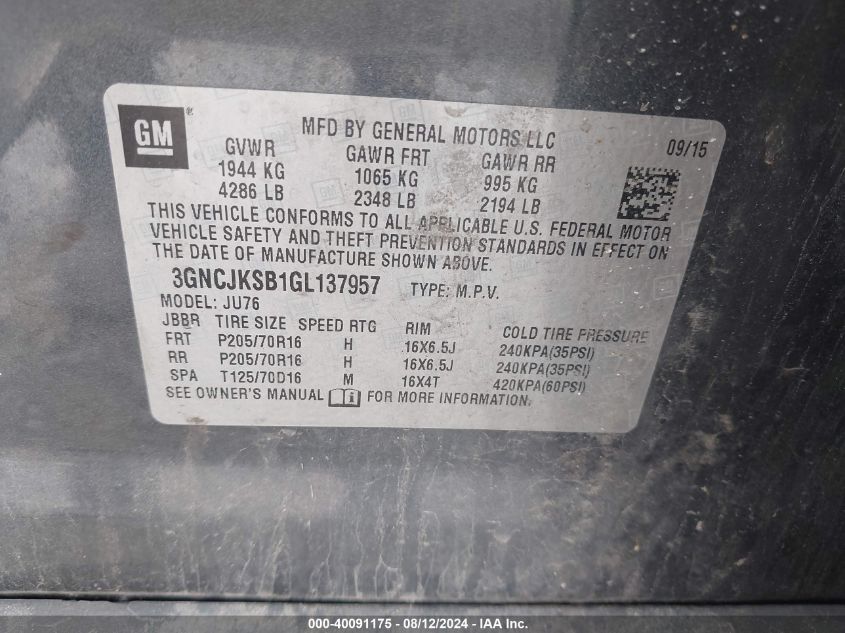 GM ®
MFD BY GENERAL MOTORS LLC 09/15
GVWR GAWR FRT GAWR RR
1944 KG 1065 KG 995 KG
4286 LB 2348 LB 2194 LB
THIS VEHICLE CONFORMS TO ALL APPLICABLE U.S. FEDERAL MOTOR
VEHICLE SAFETY AND THEFT PREVENTION STANDARDS IN EFFECT ON
THE DATE OF MANUFACTURE SHOWN ABOVE.
3GNCJKSB1GL137957 TYPE: M.P.V.
MODEL: JU76
JBBR TIRE SIZE SPEED RTG RIM COLD TIRE PRESSURE
FRT P205/70R16 H 16X6.5J 240KPA(35PSI)
RR P205/70R16 H 16X6.5J 240KPA(35PSI)
SPA T125/70D16 M 16X4T 420KPA(60PSI)
SEE OWNER'S MANUAL i FOR MORE INFORMATION.
000-40091175 - 08/12/2024 - IAAI Inc.